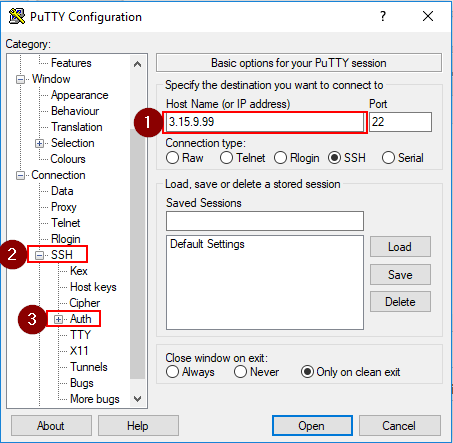 PuTTY Configuration
? ×
Category:
Features
Window
Appearance
Behaviour
Translation
Selection
Colours
Connection
Data
Proxy
Telnet
Rlogin
2 SSH
Kex
Host keys
Cipher
3 Auth
TTY
X11
Tunnels
Bugs
More bugs
Basic options for your PuTTY session
Specify the destination you want to connect to
Host Name (or IP address) Port
1 3.15.9.99 22
Connection type:
Raw Telnet Rlogin SSH Serial
Load, save or delete a stored session
Saved Sessions
Default Settings
Load
Save
Delete
Close window on exit:
Always Never Only on clean exit
About Help Open Cancel